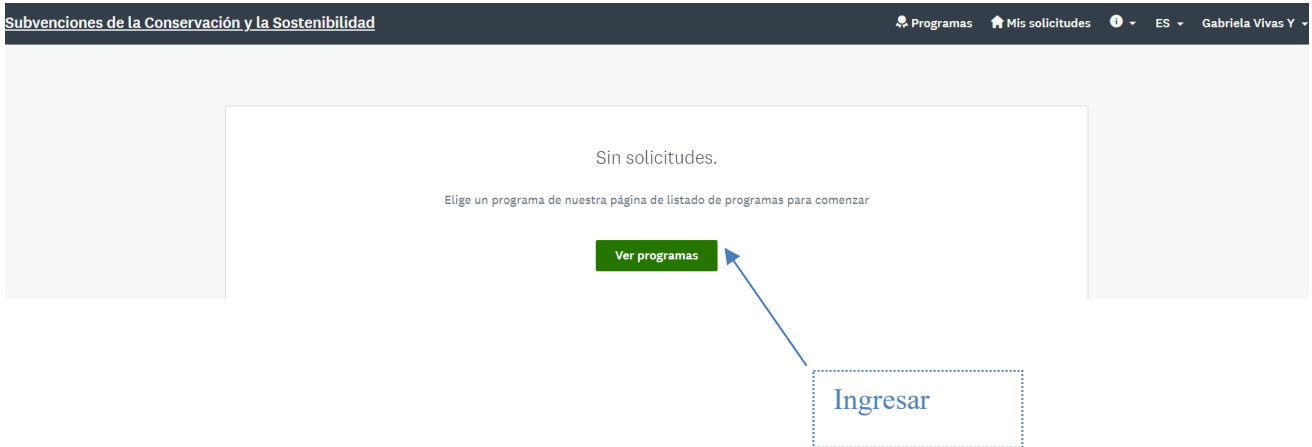 Subvenciones de la Conservación y la Sostenibilidad Programas Mis solicitudes ES Gabriela Vivas Y
Sin solicitudes.
Elige un programa de nuestra página de listado de programas para comenzar
Ver programas
Ingresar